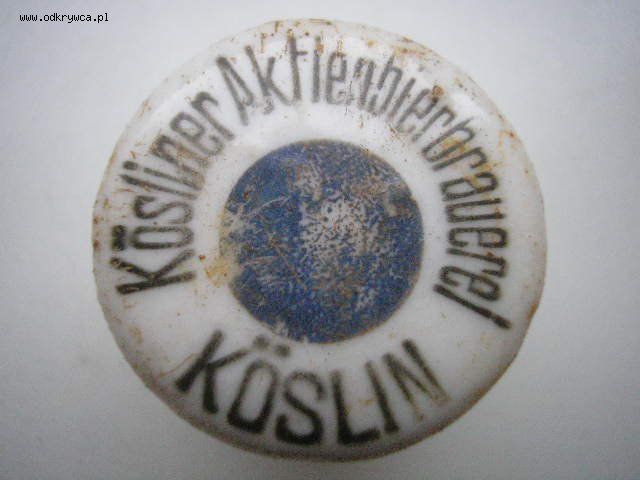 www.odkrywca.pl
Kösliner Aktienbierbrauerei
KÖSLIN